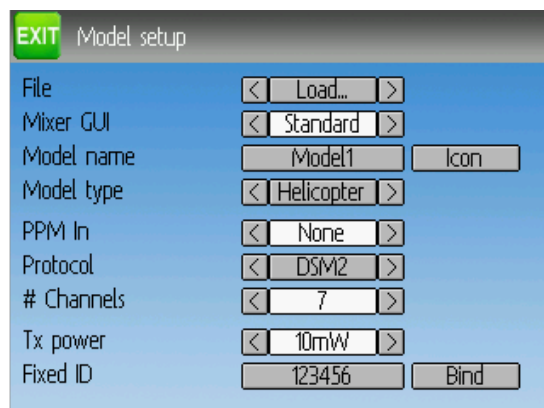 EXIT Model setup
File < Load... >
Mixer GUI < Standard >
Model name Model1 Icon
Model type < Helicopter >
PPM In < None >
Protocol < DSM2 >
# Channels < 7 >
Tx power < 10mW >
Fixed ID 123456 Bind